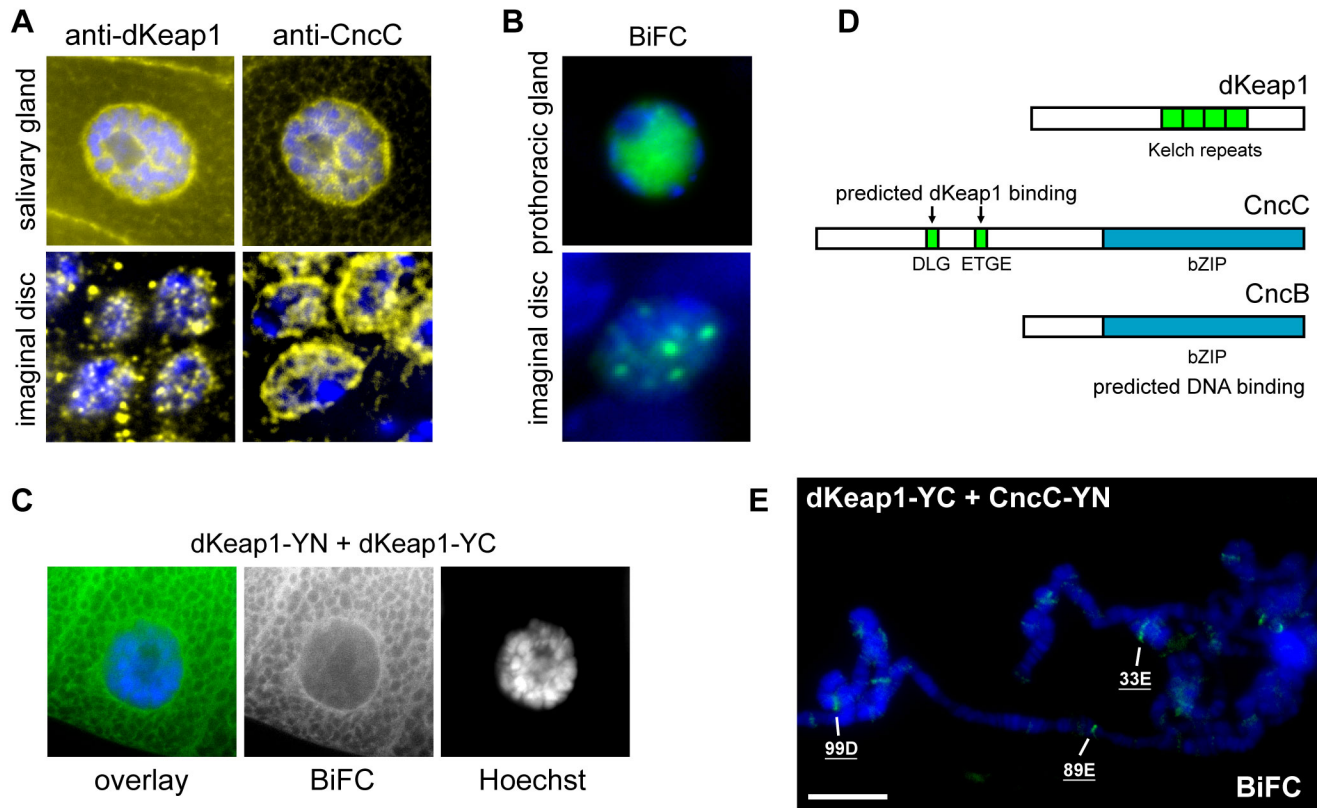 A
anti-dKeap1
anti-CncC
salivary gland
imaginal disc
B
BiFC
prothoracic gland
imaginal disc
C
dKeap1-YN + dKeap1-YC
overlay
BiFC
Hoechst
D
dKeap1
Kelch repeats
predicted dKeap1 binding
CncC
DLG
ETGE
bZIP
CncB
bZIP
predicted DNA binding
E
dKeap1-YC + CncC-YN
33E
99D
89E
BiFC